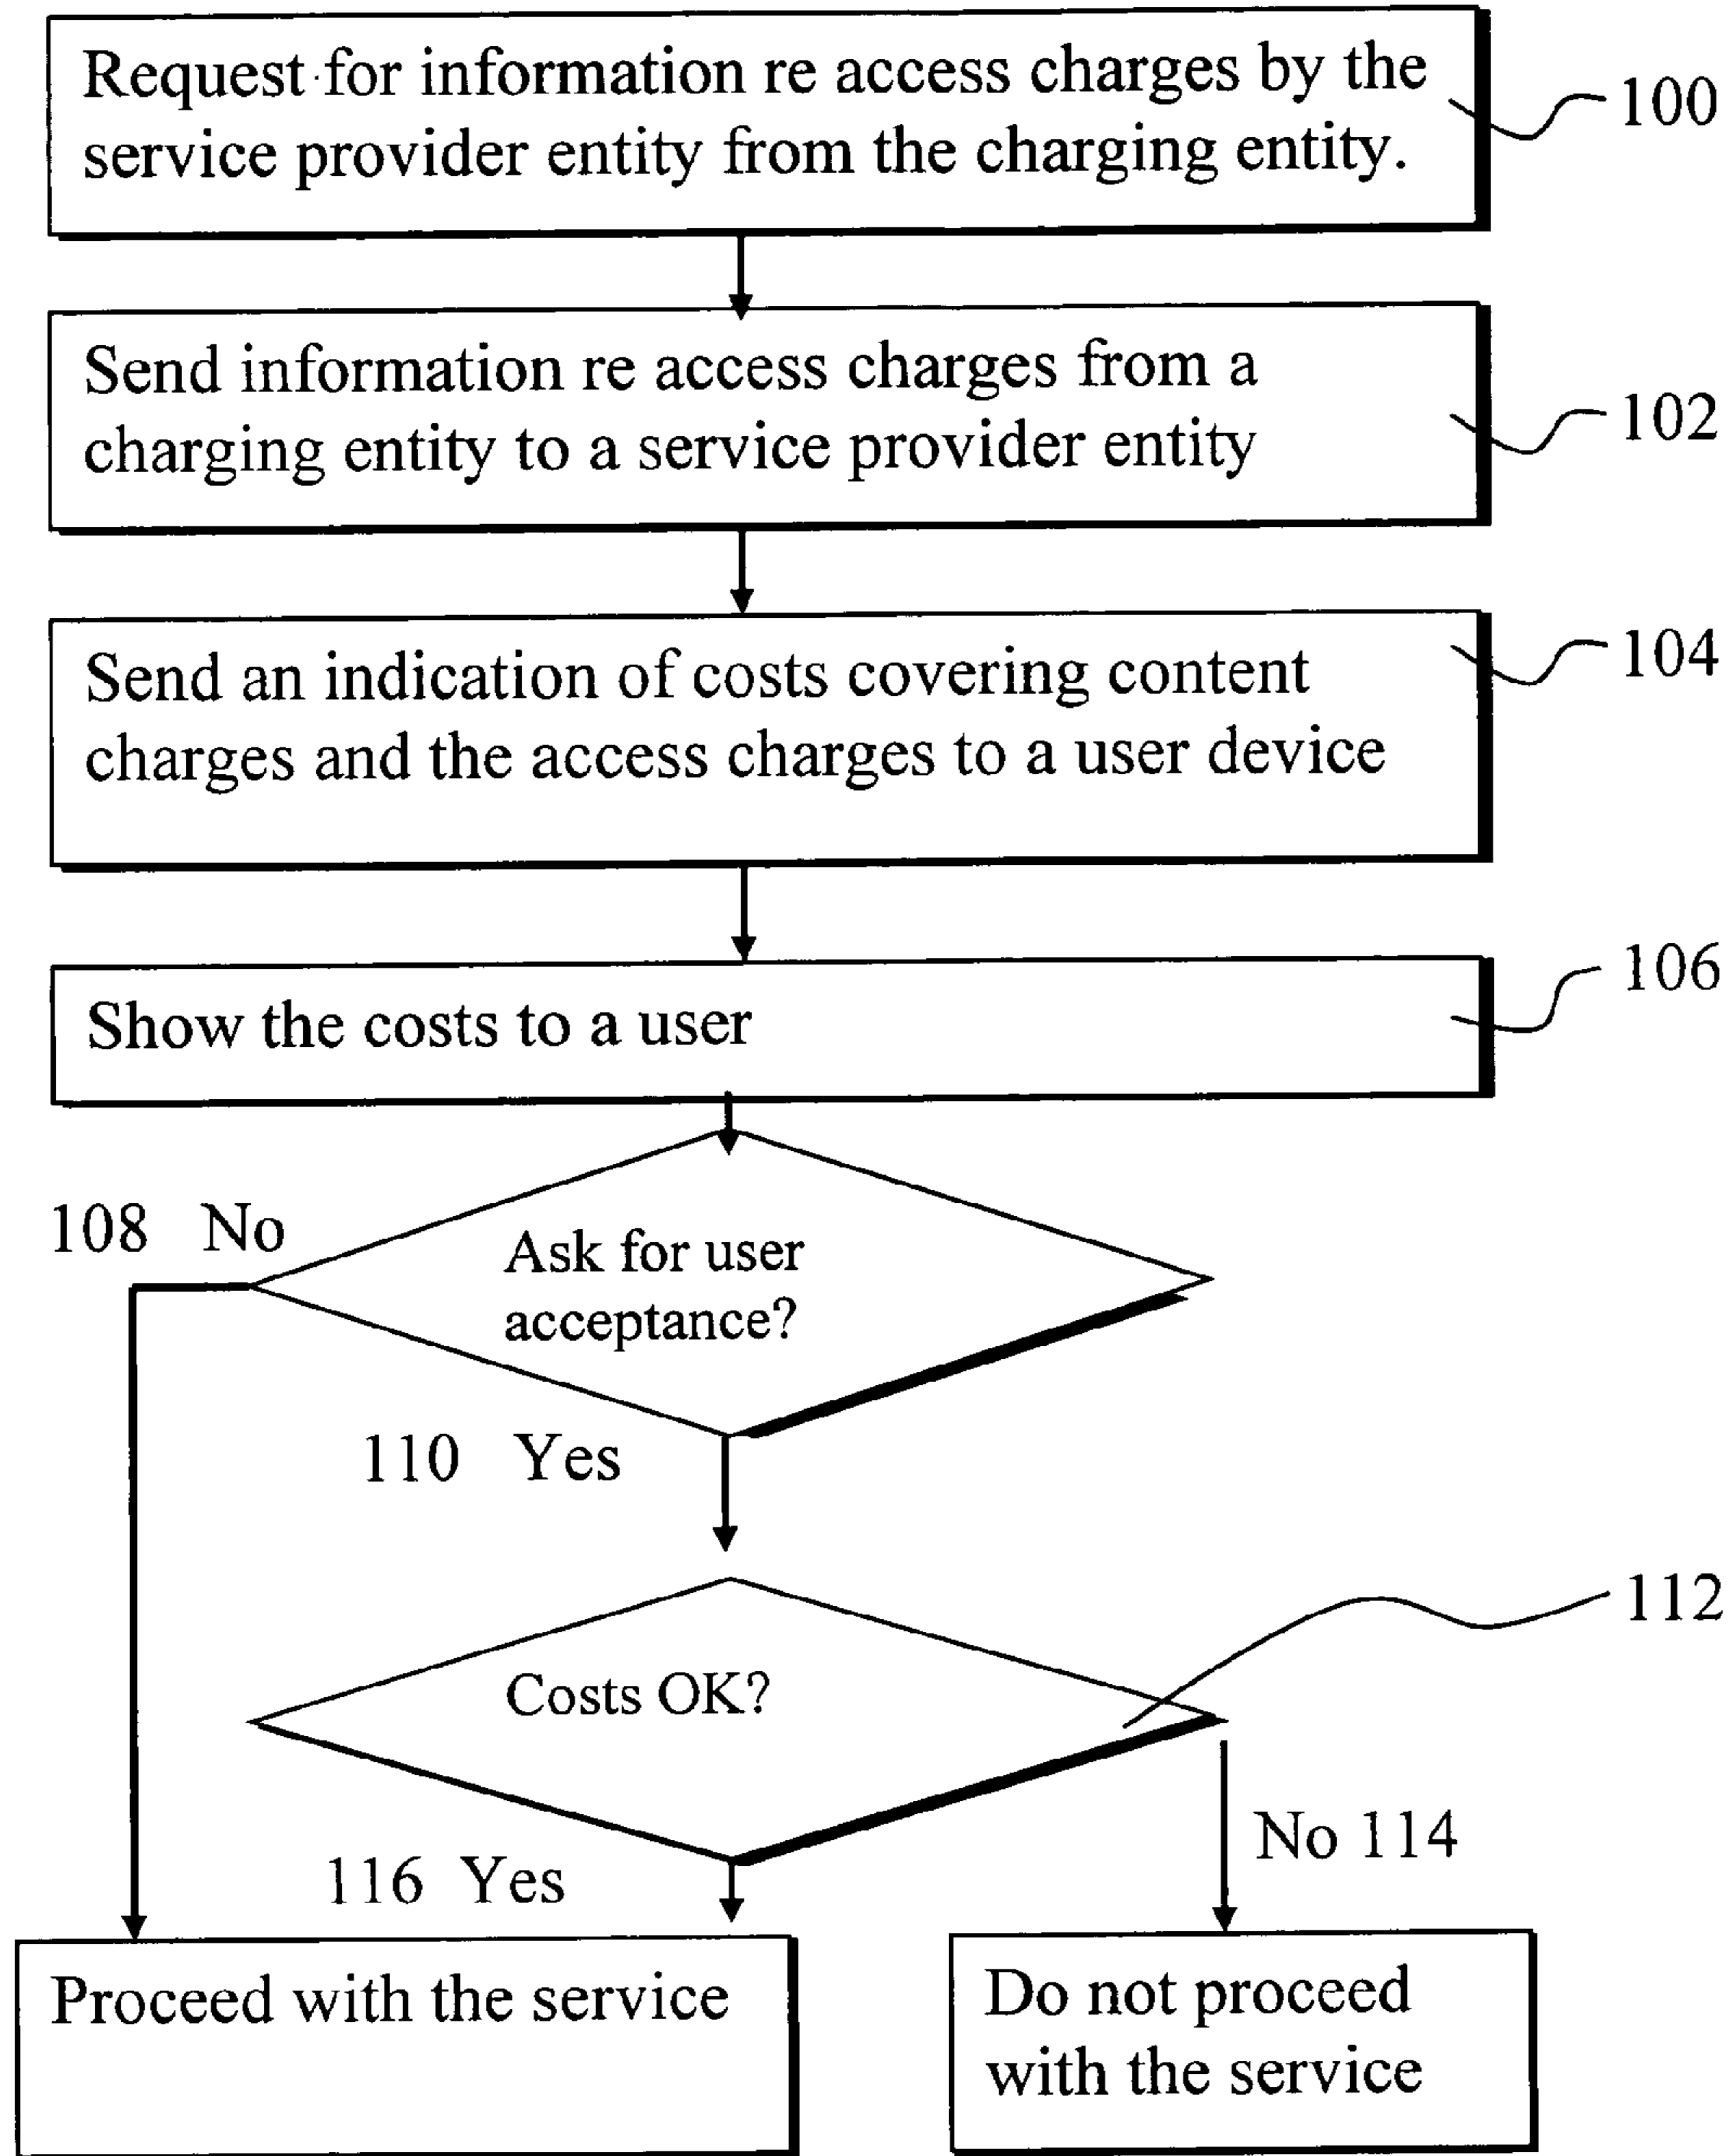 Request for information re access charges by the
service provider entity from the charging entity.
100
Send information re access charges from a
charging entity to a service provider entity
102
Send an indication of costs covering content
charges and the access charges to a user device
104
Show the costs to a user
106
108 No
Ask for user
acceptance?
110 Yes
Costs OK?
112
No 114
116 Yes
Proceed with the service
Do not proceed
with the service